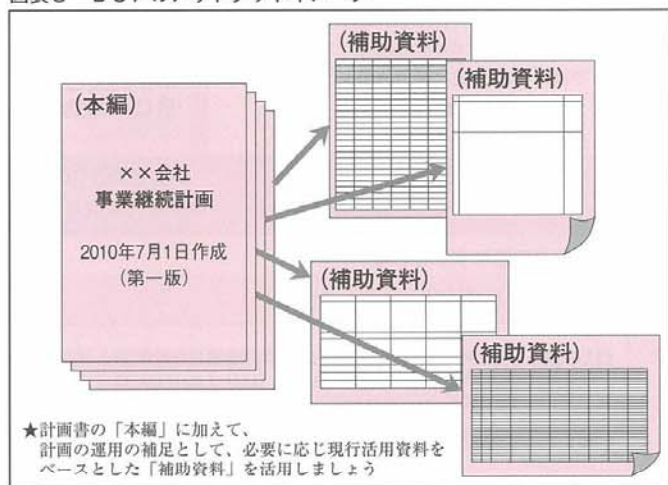 (補助資料)
(補助資料)
(本編)
××会社
事業継続計画
2010年7月1日作成
(第一版)
(補助資料)
(補助資料)
★計画書の「本編」に加えて、
計画の運用の補足として、必要に応じ現行活用資料を
ベースとした「補助資料」を活用しましょう